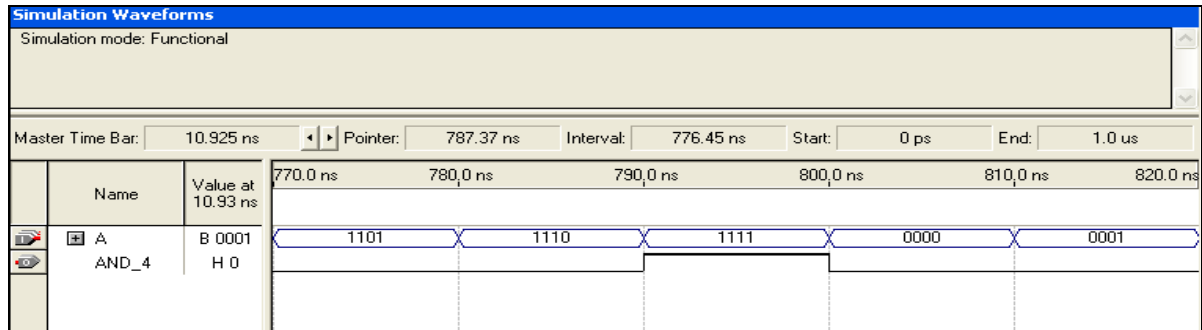 Simulation Waveforms
Simulation mode: Functional
Master Time Bar: 10.925 ns Pointer: 787.37 ns Interval: 776.45 ns Start: 0 ps End: 1.0 us
Name Value at 10.93 ns 770.0 ns 780.0 ns 790.0 ns 800.0 ns 810.0 ns 820.0 ns
A B 0001 1101 1110 1111 0000 0001
AND_4 H 0